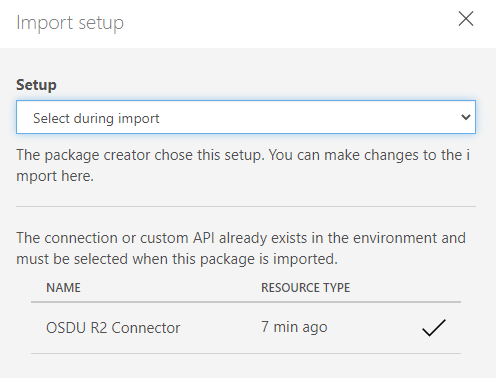 Import setup
Setup
Select during import
The package creator chose this setup. You can make changes to the i
mport here.
The connection or custom API already exists in the environment and
must be selected when this package is imported.
NAME RESOURCE TYPE
OSDU R2 Connector 7 min ago